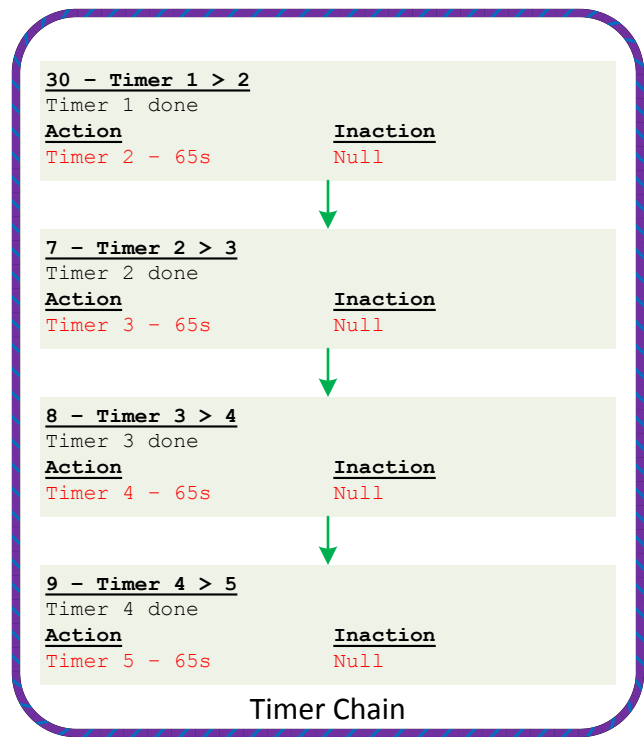 30 – Timer 1 > 2
Timer 1 done
Action Inaction
Timer 2 – 65s Null
7 – Timer 2 > 3
Timer 2 done
Action Inaction
Timer 3 – 65s Null
8 – Timer 3 > 4
Timer 3 done
Action Inaction
Timer 4 – 65s Null
9 – Timer 4 > 5
Timer 4 done
Action Inaction
Timer 5 – 65s Null
Timer Chain